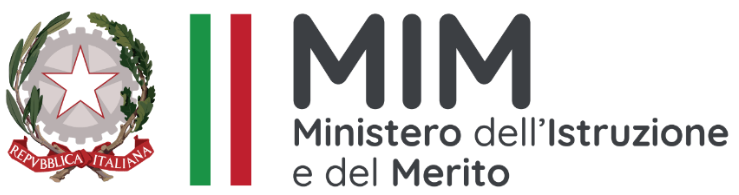 REPVBBLICA ITALIANA
MIM
Ministero dell'Istruzione
e del Merito